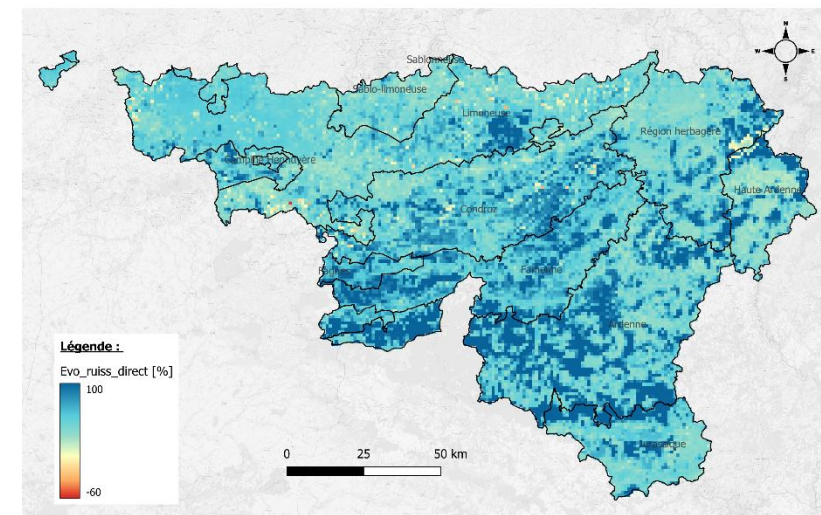 N
W E
S
Sablonneuse
Sablo-limoneuse
Limoneuse
Région herbagère
Campine Hennuyère
Haute Ardenne
Condroz
Fagnes
Famenne
Ardenne
Jurassique
Légende :
Evo_ruiss_direct [%]
100
-60
0 25 50 km